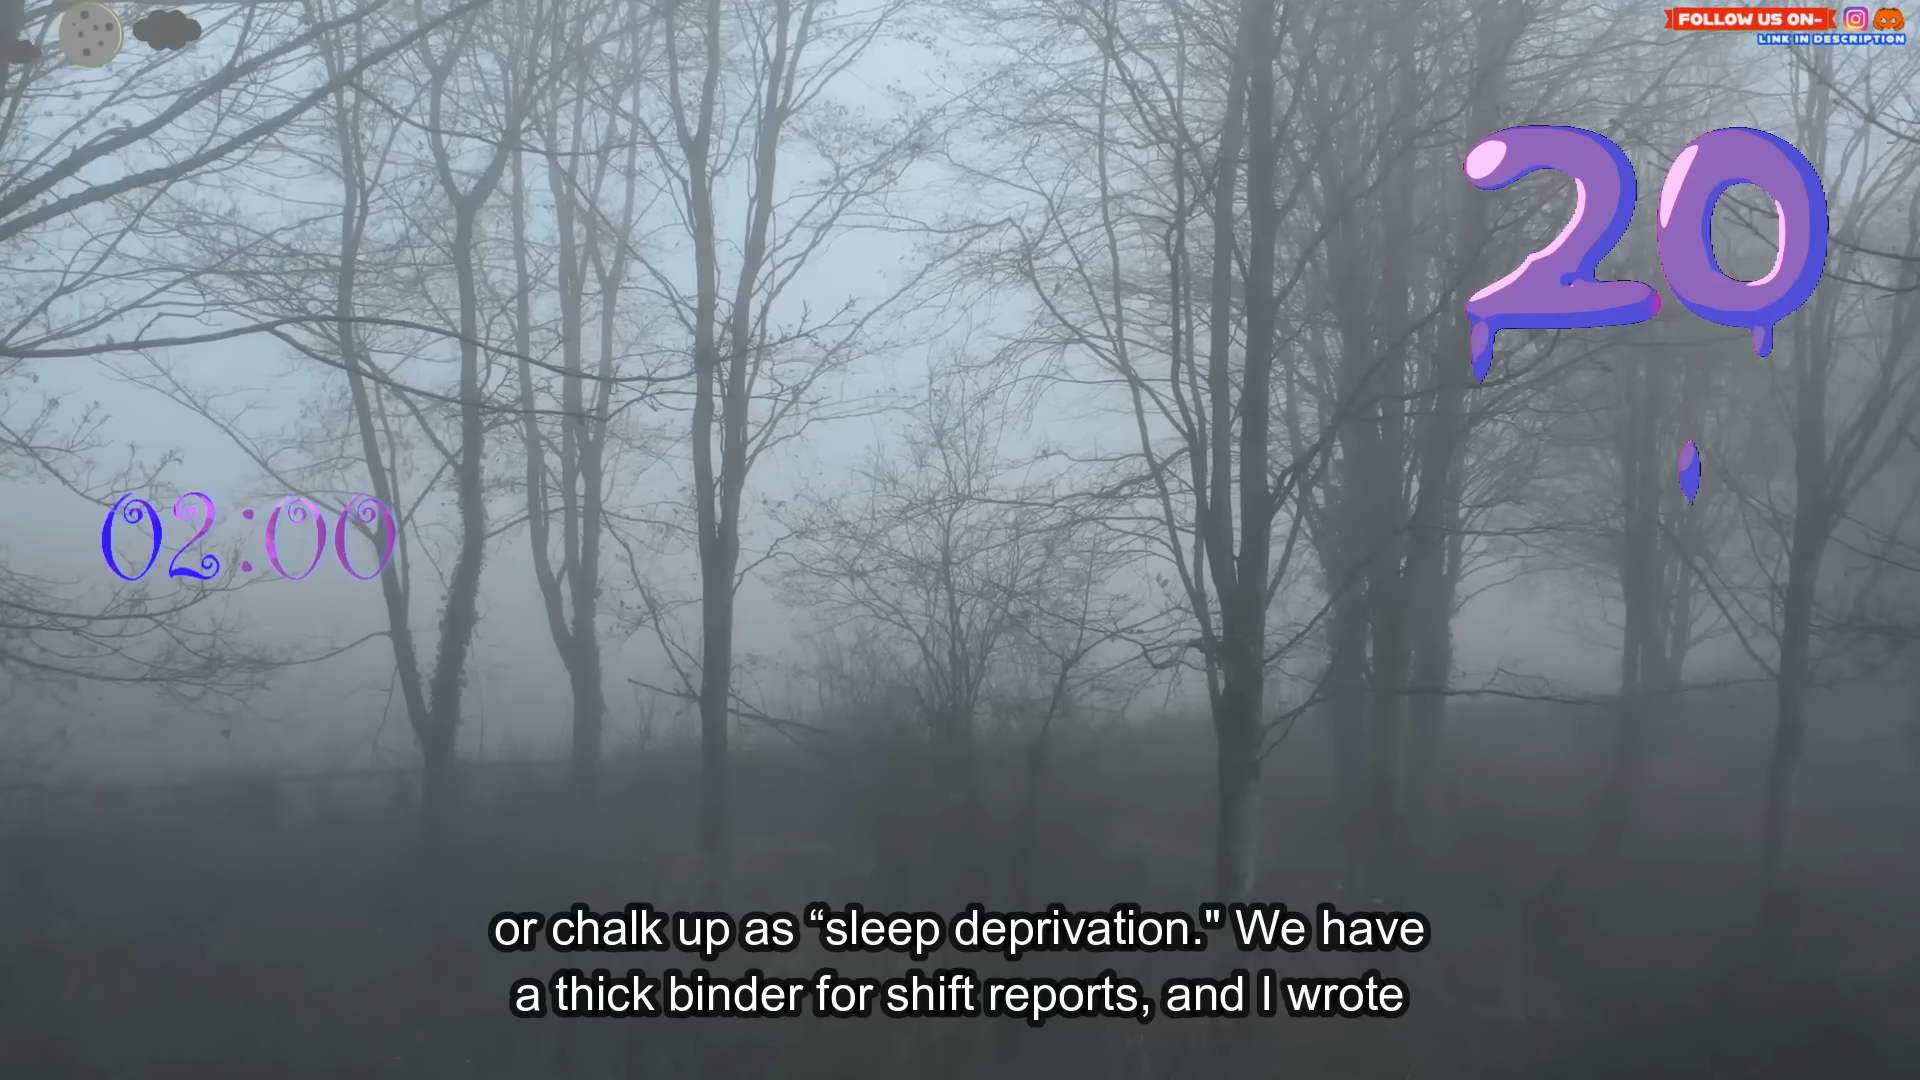 FOLLOW US ON-
LINK IN DESCRIPTION
20
02:00
or chalk up as “sleep deprivation." We have
a thick binder for shift reports, and I wrote